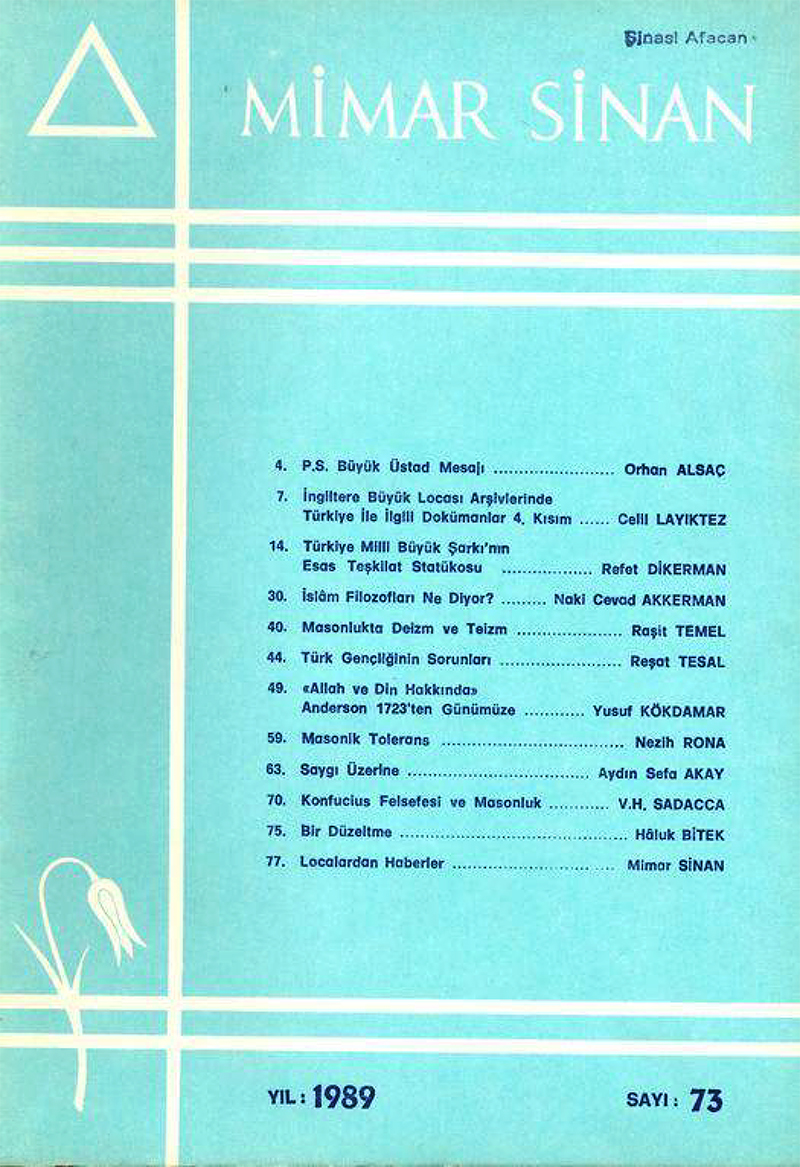 Şinasi Afacan
MİMAR SİNAN
4. P.S. Büyük Üstad Mesajı ........................ Orhan ALSAÇ
7. İngiltere Büyük Locası Arşivlerinde
Türkiye İle İlgili Dokümanlar 4. Kısım ...... Celil LAYIKTEZ
14. Türkiye Milli Büyük Şarkı'nın
Esas Teşkilat Statükosu .................. Refet DİKERMAN
30. İslâm Filozofları Ne Diyor? ......... Naki Cevad AKKERMAN
40. Masonlukta Deizm ve Teizm ..................... Raşit TEMEL
44. Türk Gençliğinin Sorunları ........................ Reşat TESAL
49. «Allah ve Din Hakkında»
Anderson 1723'ten Günümüze ............ Yusuf KÖKDAMAR
59. Masonik Tolerans .................................... Nezih RONA
63. Saygı Üzerine .................................... Aydın Sefa AKAY
70. Konfucius Felsefesi ve Masonluk ............ V.H. SADACCA
75. Bir Düzeltme ............................................. Hâluk BİTEK
77. Localardan Haberler ................................ Mimar SİNAN
YIL : 1989
SAYI : 73